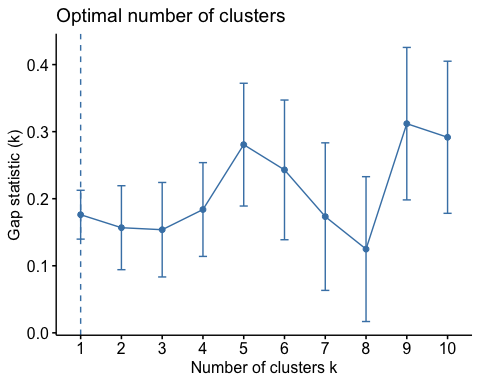 Optimal number of clusters
Gap statistic (k)
0.4
0.3
0.2
0.1
0.0
1 2 3 4 5 6 7 8 9 10
Number of clusters k